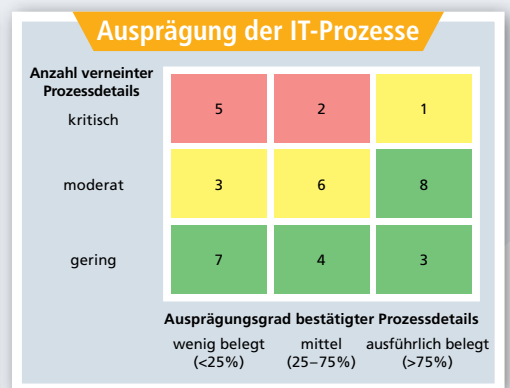 Ausprägung der IT-Prozesse
Anzahl verneinter
Prozessdetails
kritisch
5 2 1
moderat
3 6 8
gering
7 4 3
Ausprägungsgrad bestätigter Prozessdetails
wenig belegt mittel ausführlich belegt
(<25%) (25–75%) (>75%)